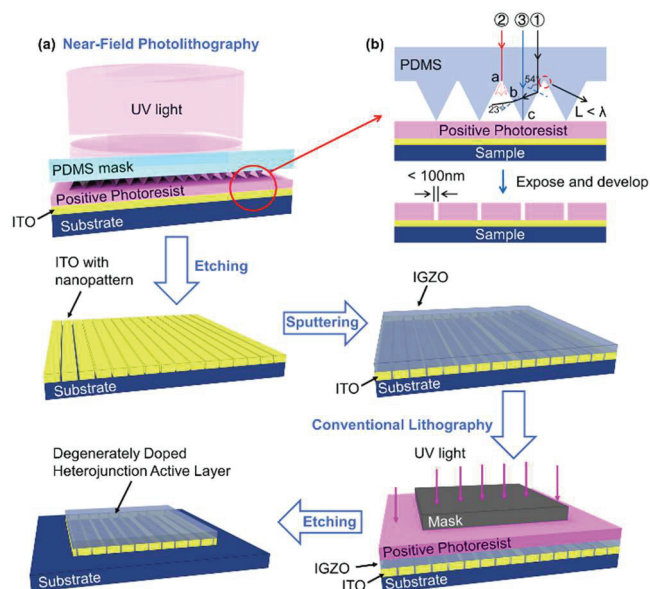 (a) Near-Field Photolithography
UV light
PDMS mask
Positive Photoresist
ITO
Substrate
(b)
② ③ ①
PDMS
a
54°
b
23°
c
L < λ
Positive Photoresist
Sample
< 100nm
Expose and develop
Sample
ITO with
nanopattern
Etching
Substrate
Sputtering
IGZO
ITO
Substrate
Conventional Lithography
UV light
Mask
Positive Photoresist
IGZO
ITO
Substrate
Etching
Degenerately Doped
Heterojunction Active Layer
Substrate